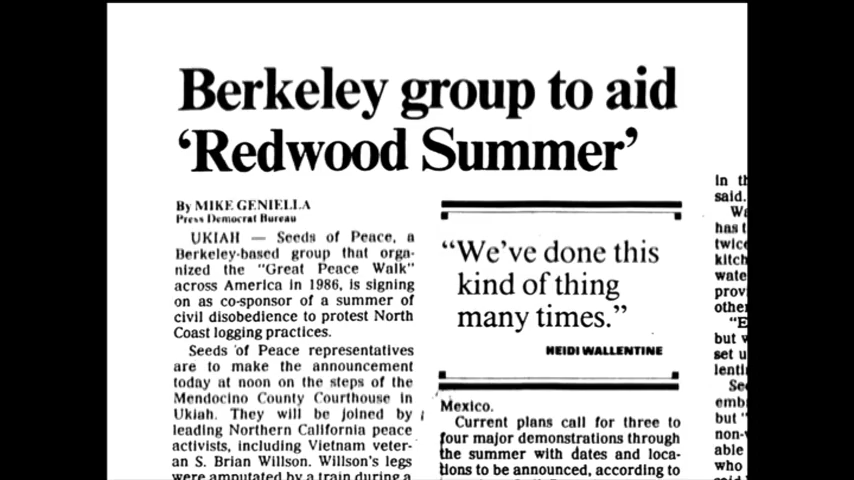 Berkeley group to aid
‘Redwood Summer’
By MIKE GENIELLA
Press Democrat Bureau
UKIAH — Seeds of Peace, a
Berkeley-based group that orga-
nized the "Great Peace Walk"
across America in 1986, is signing
on as co-sponsor of a summer of
civil disobedience to protest North
Coast logging practices.
Seeds of Peace representatives
are to make the announcement
today at noon on the steps of the
Mendocino County Courthouse in
Ukiah. They will be joined by
leading Northern California peace
activists, including Vietnam veter-
an S. Brian Willson. Willson's legs
were amputated by a train during a
“We’ve done this
kind of thing
many times.”
HEIDI WALLENTINE
Mexico.
Current plans call for three to
four major demonstrations through
the summer with dates and loca-
tions to be announced, according to
In th
said.
has t
twice
kitch
wate
prov
other
"E
but w
set u
lenti
See
emb
but "
non-v
able
who